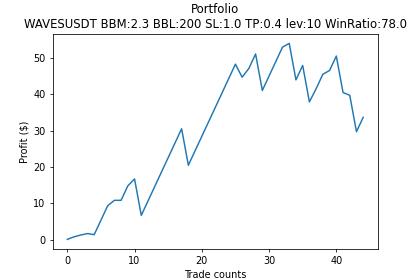 Portfolio
WAVESUSDT BBM:2.3 BBL:200 SL:1.0 TP:0.4 lev:10 WinRatio:78.0
Profit ($)
50
40
30
20
10
0
0
10
20
30
40
Trade counts